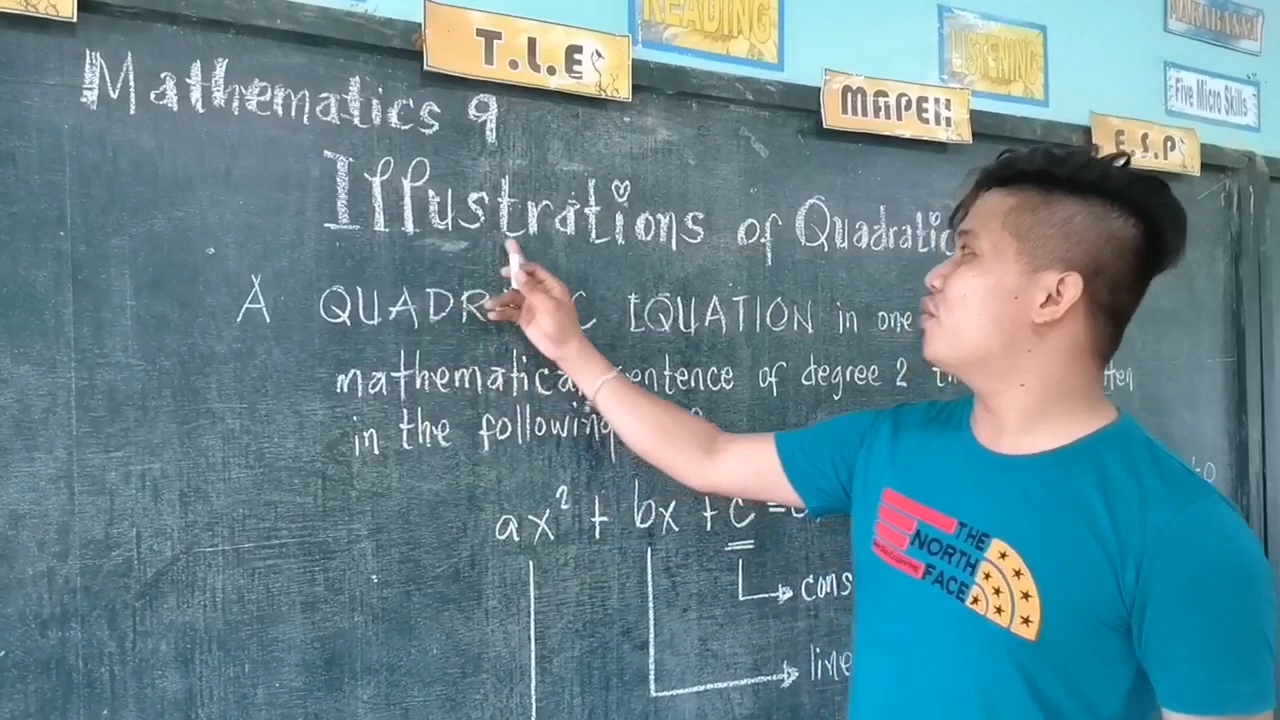 READING
T.L.E
LISTENING
MAPEH
Five Micro Skills
E.S.P
Mathematics 9
Illustrations of Quadratic
A QUADR C EQUATION in one
mathematica entence of degree 2
in the following
ax² + bx + c =
cons
line
THE
NORTH
FACE